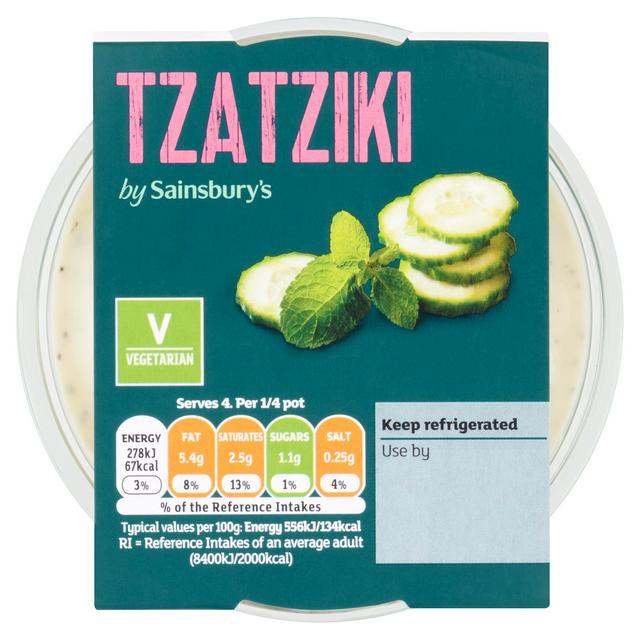 TZATZIKI
by Sainsbury's
V
VEGETARIAN
Serves 4. Per 1/4 pot
ENERGY
278kJ
67kcal
3%
FAT
5.4g
8%
SATURATES
2.5g
13%
SUGARS
1.1g
1%
SALT
0.25g
4%
% of the Reference Intakes
Typical values per 100g: Energy 556kJ/134kcal
RI = Reference Intakes of an average adult
(8400kJ/2000kcal)
Keep refrigerated
Use by